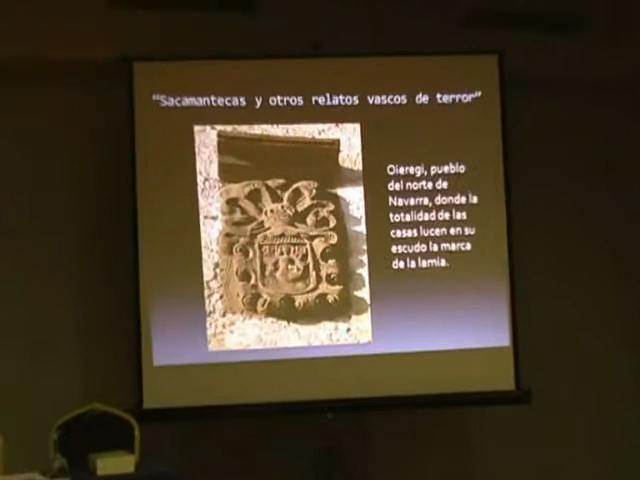 "Sacamantecas y otros relatos vascos de terror"
Oieregi, pueblo
del norte de
Navarra, donde la
totalidad de las
casas lucen en su
escudo la marca
de la lamia.